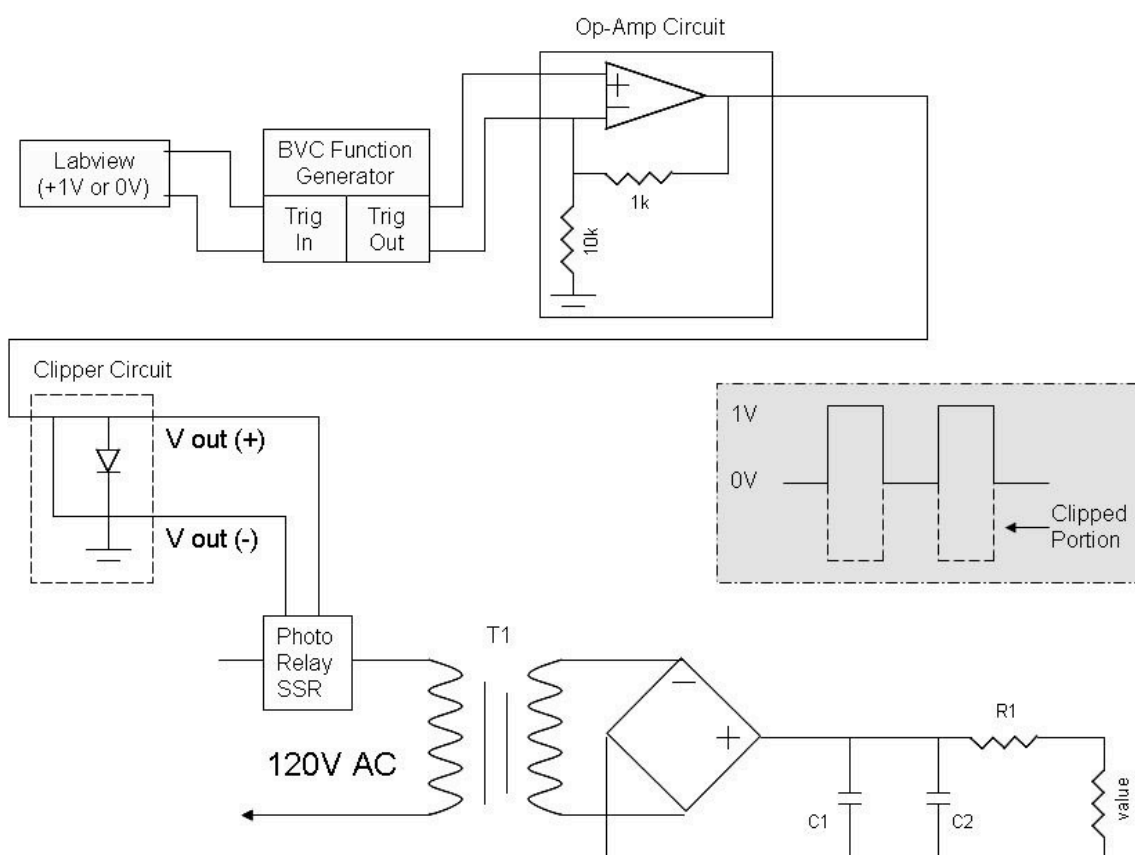 Op-Amp Circuit
+
−
Labview
(+1V or 0V)
BVC Function
Generator
Trig
In
Trig
Out
1k
10k
Clipper Circuit
V out (+)
V out (-)
1V
0V
Clipped
Portion
Photo
Relay
SSR
T1
120V AC
−
+
R1
C1
C2
value